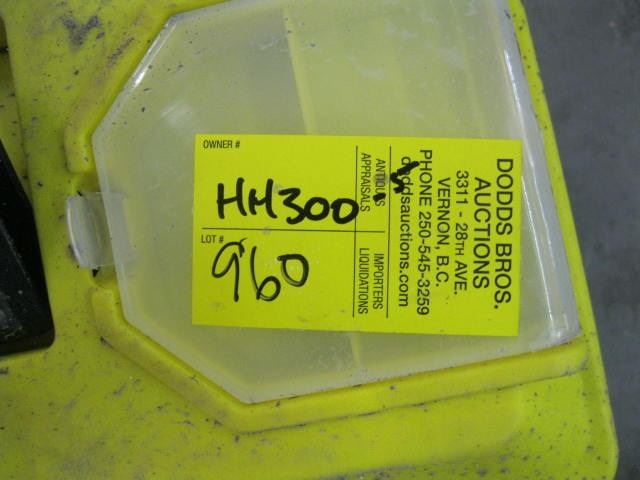 OWNER #
HH300
LOT #
960
ANTIQUES
APPRAISALS
IMPORTERS
LIQUIDATIONS
DODDS BROS.
AUCTIONS
3311 - 28TH AVE.
VERNON, B.C.
PHONE 250-545-3259
doddsauctions.com